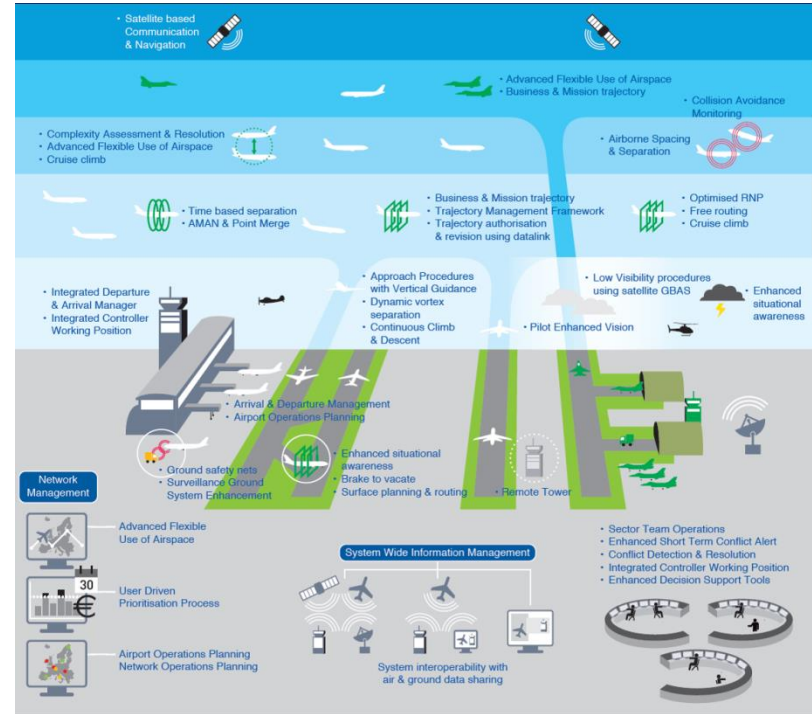 • Satellite based
Communication
& Navigation
• Advanced Flexible Use of Airspace
• Business & Mission trajectory
• Collision Avoidance
Monitoring
• Complexity Assessment & Resolution
• Advanced Flexible Use of Airspace
• Cruise climb
• Airborne Spacing
& Separation
• Time based separation
• AMAN & Point Merge
• Business & Mission trajectory
• Trajectory Management Framework
• Trajectory authorisation
& revision using datalink
• Optimised RNP
• Free routing
• Cruise climb
• Integrated Departure
& Arrival Manager
• Integrated Controller
Working Position
• Approach Procedures
with Vertical Guidance
• Dynamic vortex
separation
• Continuous Climb
& Descent
• Low Visibility procedures
using satellite GBAS
• Enhanced
situational
awareness
• Pilot Enhanced Vision
• Arrival & Departure Management
• Airport Operations Planning
• Ground safety nets
• Surveillance Ground
System Enhancement
• Enhanced situational
awareness
• Brake to vacate
• Surface planning & routing
• Remote Tower
Network
Management
Advanced Flexible
Use of Airspace
30
€
User Driven
Prioritisation Process
Airport Operations Planning
Network Operations Planning
System Wide Information Management
System interoperability with
air & ground data sharing
• Sector Team Operations
• Enhanced Short Term Conflict Alert
• Conflict Detection & Resolution
• Integrated Controller Working Position
• Enhanced Decision Support Tools